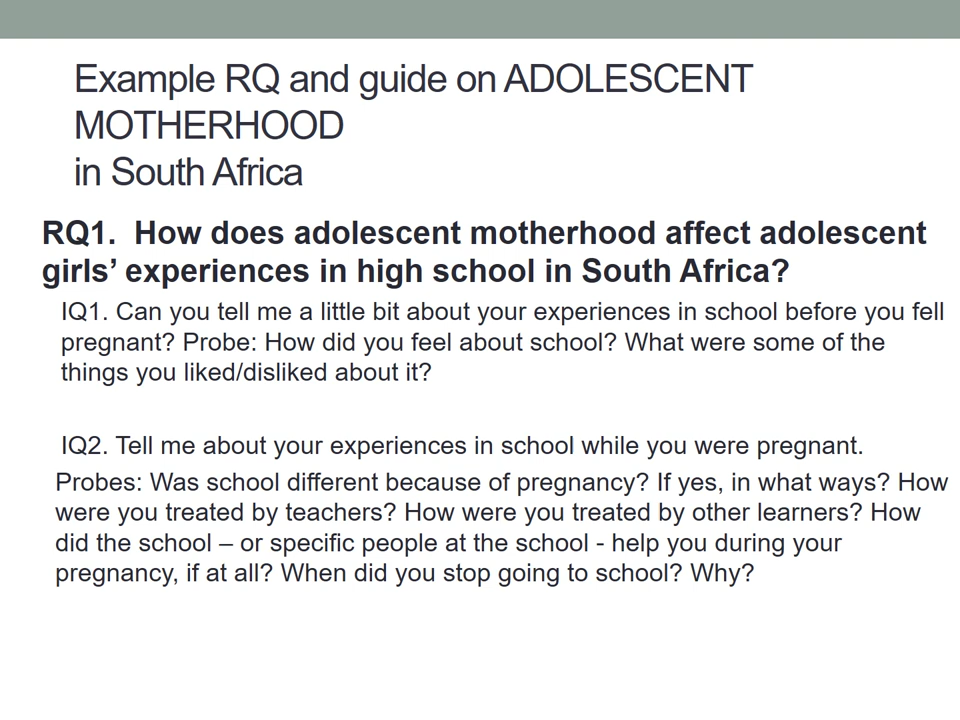 Example RQ and guide on ADOLESCENT
MOTHERHOOD
in South Africa
RQ1.  How does adolescent motherhood affect adolescent
girls’ experiences in high school in South Africa?
IQ1. Can you tell me a little bit about your experiences in school before you fell
pregnant? Probe: How did you feel about school? What were some of the
things you liked/disliked about it?
IQ2. Tell me about your experiences in school while you were pregnant.
Probes: Was school different because of pregnancy? If yes, in what ways? How
were you treated by teachers? How were you treated by other learners? How
did the school – or specific people at the school - help you during your
pregnancy, if at all? When did you stop going to school? Why?